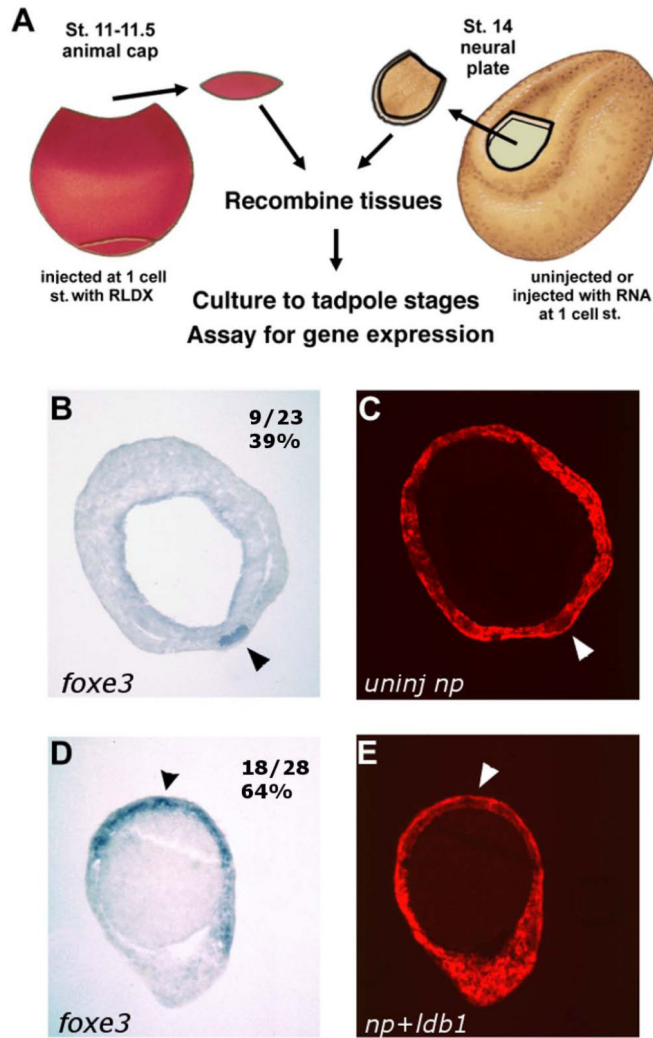 A
St. 11-11.5
animal cap
St. 14
neural
plate
Recombine tissues
injected at 1 cell
st. with RLDX
Culture to tadpole stages
Assay for gene expression
uninjected or
injected with RNA
at 1 cell st.
B
9/23
39%
foxe3
C
uninj np
D
18/28
64%
foxe3
E
np+ldb1